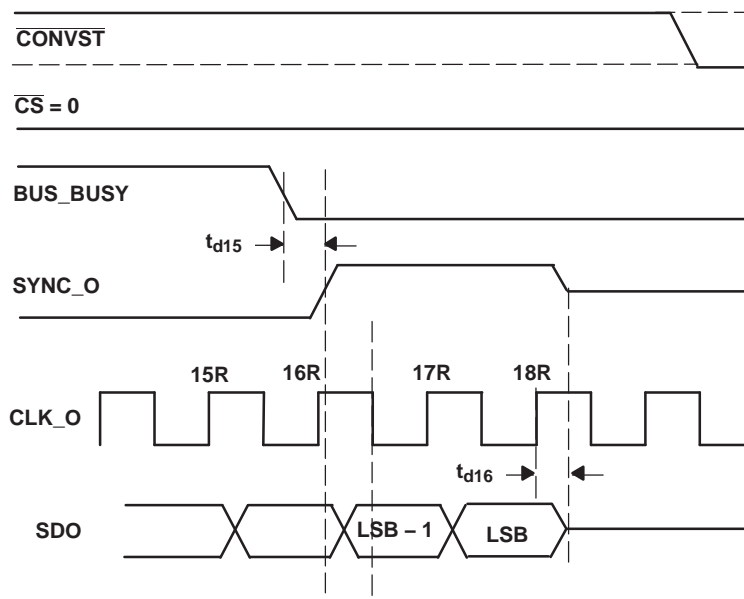 CONVST
CS = 0
BUS_BUSY
td15
SYNC_O
15R 16R 17R 18R
CLK_O
td16
SDO LSB – 1 LSB